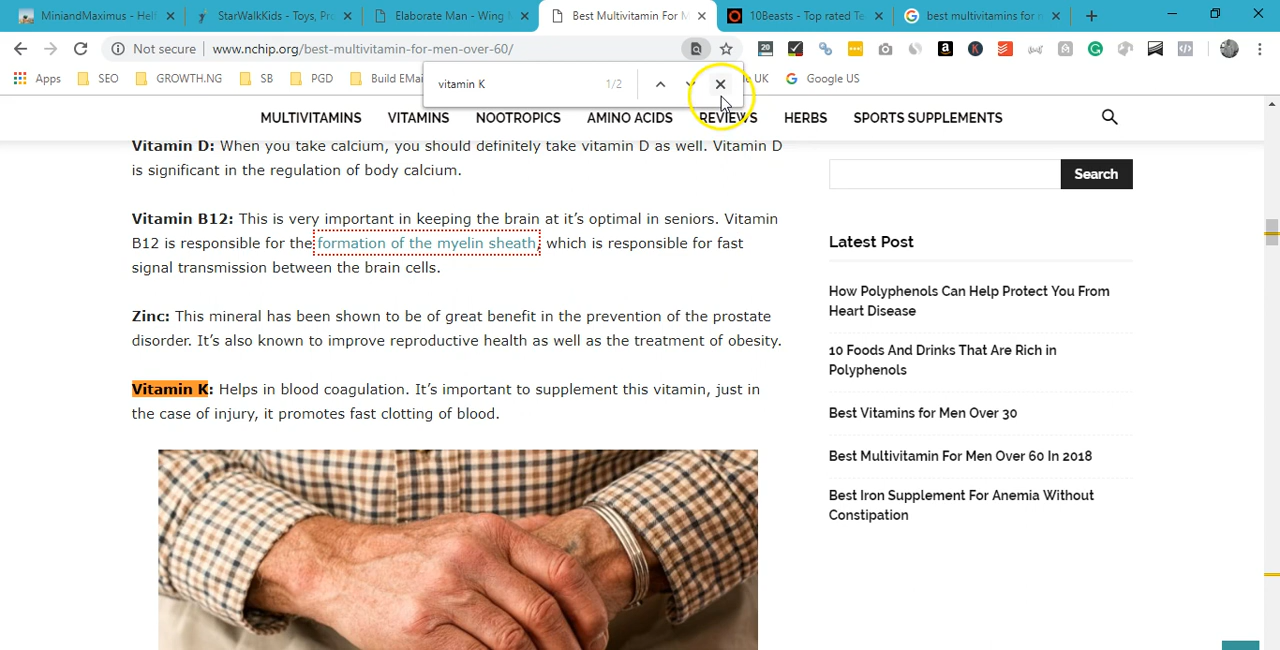 MiniandMaximus - Helf
StarWalkKids - Toys, Pro
Elaborate Man - Wing M
Best Multivitamin For M
10Beasts - Top rated Te
best multivitamins for n
Not secure
www.nchip.org/best-multivitamin-for-men-over-60/
20
Apps
SEO
GROWTH.NG
SB
PGD
Build EMai
UK
Google US
vitamin K
1/2
MULTIVITAMINS
VITAMINS
NOOTROPICS
AMINO ACIDS
REVIEWS
HERBS
SPORTS SUPPLEMENTS
Vitamin D: When you take calcium, you should definitely take vitamin D as well. Vitamin D
is significant in the regulation of body calcium.
Vitamin B12: This is very important in keeping the brain at it’s optimal in seniors. Vitamin
B12 is responsible for the formation of the myelin sheath, which is responsible for fast
signal transmission between the brain cells.
Zinc: This mineral has been shown to be of great benefit in the prevention of the prostate
disorder. It’s also known to improve reproductive health as well as the treatment of obesity.
Vitamin K: Helps in blood coagulation. It’s important to supplement this vitamin, just in
the case of injury, it promotes fast clotting of blood.
Search
Latest Post
How Polyphenols Can Help Protect You From
Heart Disease
10 Foods And Drinks That Are Rich in
Polyphenols
Best Vitamins for Men Over 30
Best Multivitamin For Men Over 60 In 2018
Best Iron Supplement For Anemia Without
Constipation